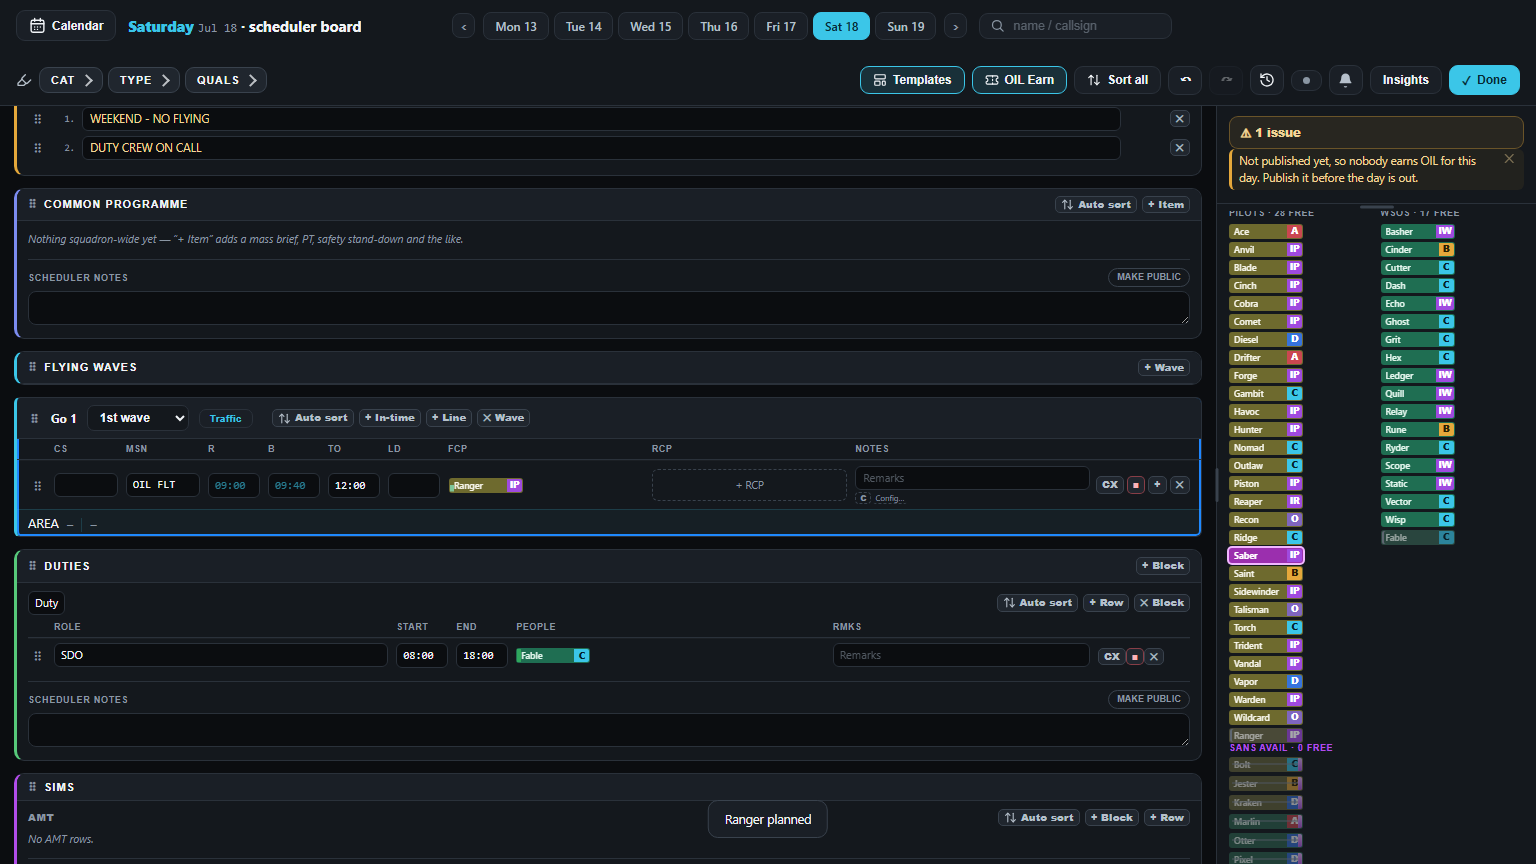 Calendar
Saturday Jul 18 · scheduler board
‹ Mon 13 Tue 14 Wed 15 Thu 16 Fri 17 Sat 18 Sun 19 ›
name / callsign
CAT TYPE QUALS
Templates OIL Earn Sort all Insights ✓ Done
1. WEEKEND - NO FLYING
2. DUTY CREW ON CALL
COMMON PROGRAMME
Auto sort + Item
Nothing squadron-wide yet — "+ Item" adds a mass brief, PT, safety stand-down and the like.
SCHEDULER NOTES
MAKE PUBLIC
FLYING WAVES
+ Wave
Go 1 1st wave Traffic Auto sort + In-time + Line ✕ Wave
CS MSN R B TO LD FCP RCP NOTES
OIL FLT 09:00 09:40 12:00 Ranger IP + RCP Remarks CX ■ + ✕
C Config...
AREA – –
DUTIES
+ Block
Duty
Auto sort + Row ✕ Block
ROLE START END PEOPLE RMKS
SDO 08:00 18:00 Fable C Remarks CX ■ ✕
SCHEDULER NOTES
MAKE PUBLIC
SIMS
AMT
Auto sort + Block + Row
No AMT rows.
Ranger planned
⚠ 1 issue
Not published yet, so nobody earns OIL for this
day. Publish it before the day is out.
PILOTS · 28 FREE
Ace A
Anvil IP
Blade IP
Cinch IP
Cobra IP
Comet IP
Diesel D
Drifter A
Forge IP
Gambit C
Havoc IP
Hunter IP
Nomad C
Outlaw C
Piston IP
Reaper IR
Recon O
Ridge C
Saber IP
Saint B
Sidewinder IP
Talisman O
Torch C
Trident IP
Vandal IP
Vapor D
Warden IP
Wildcard O
Ranger IP
WSOS · 17 FREE
Basher IW
Cinder B
Cutter C
Dash C
Echo IW
Ghost C
Grit C
Hex C
Ledger IW
Quill IW
Relay IW
Rune B
Ryder C
Scope IW
Static IW
Vector C
Wisp C
Fable C
SANS AVAIL · 0 FREE
Bolt C
Jester B
Kraken D
Marlin A
Otter D
Pixel D